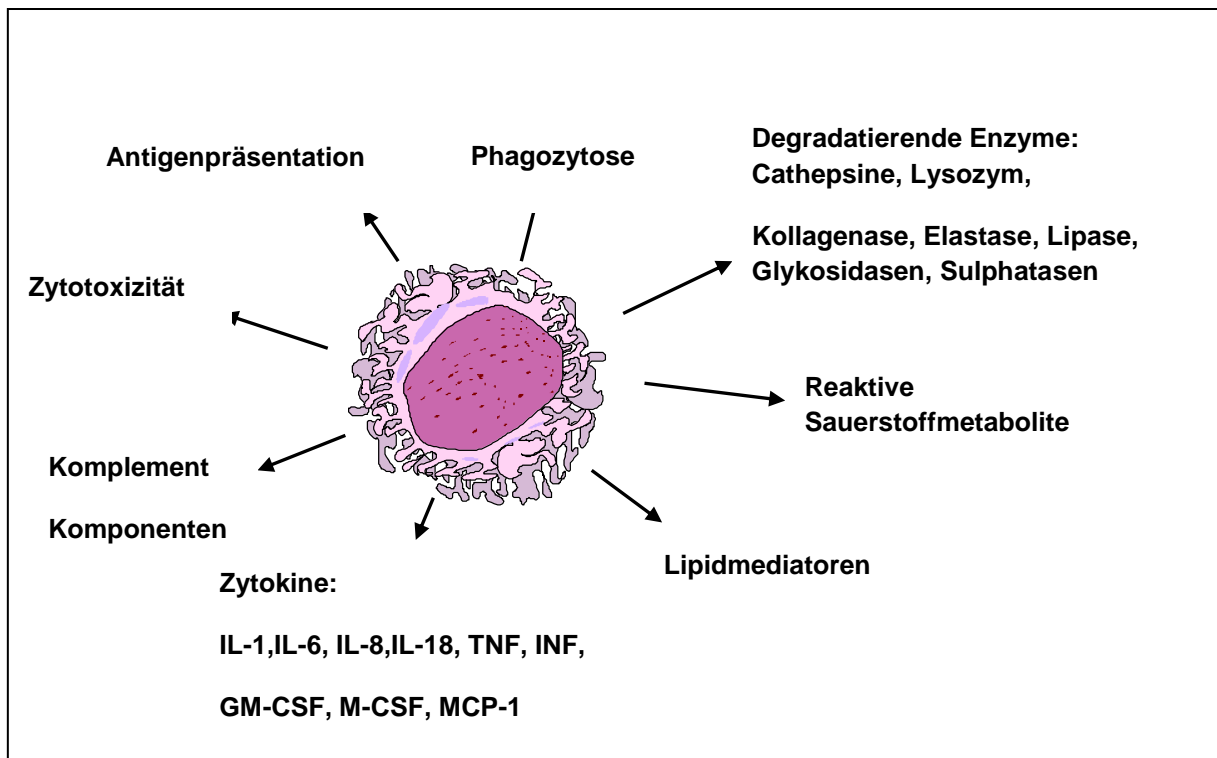 Antigenpräsentation
Phagozytose
Degradatierende Enzyme:
Cathepsine, Lysozym,
Kollagenase, Elastase, Lipase,
Glykosidasen, Sulphatasen
Zytotoxizität
Reaktive
Sauerstoffmetabolite
Komplement
Komponenten
Lipidmediatoren
Zytokine:
IL-1,IL-6, IL-8,IL-18, TNF, INF,
GM-CSF, M-CSF, MCP-1